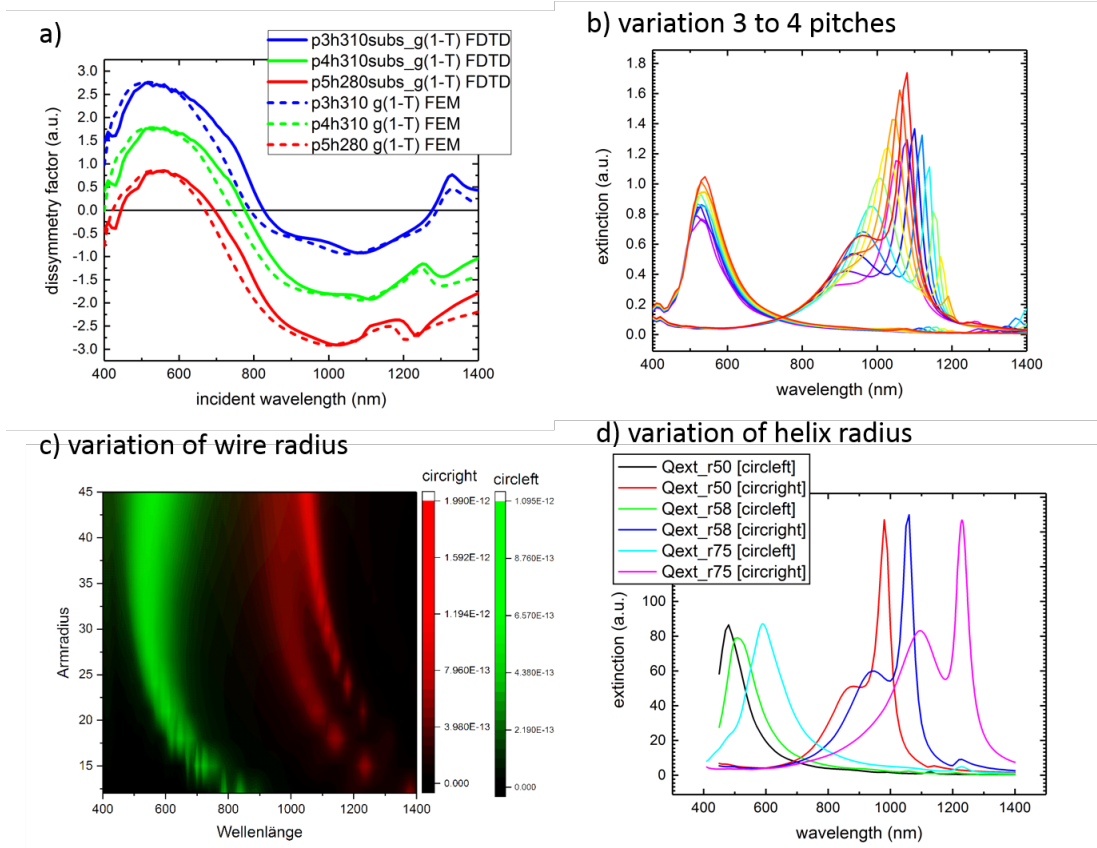 a)
p3h310subs_g(1-T) FDTD
p4h310subs_g(1-T) FDTD
p5h280subs_g(1-T) FDTD
p3h310 g(1-T) FEM
p4h310 g(1-T) FEM
p5h280 g(1-T) FEM
dissymetry factor (a.u.)
3.0
2.5
2.0
1.5
1.0
0.5
0.0
-0.5
-1.0
-1.5
-2.0
-2.5
-3.0
400 600 800 1000 1200 1400
incident wavelength (nm)
b) variation 3 to 4 pitches
extinction (a.u.)
1.8
1.6
1.4
1.2
1.0
0.8
0.6
0.4
0.2
0.0
400 600 800 1000 1200 1400
wavelength (nm)
c) variation of wire radius
circright
circleft
Armradius
45
40
35
30
25
20
15
400 600 800 1000 1200 1400
Wellenlänge
1.990E-12
1.592E-12
1.194E-12
7.960E-13
3.980E-13
0.000
1.095E-12
8.760E-13
6.570E-13
4.380E-13
2.190E-13
0.000
d) variation of helix radius
Qext_r50 [circleft]
Qext_r50 [circright]
Qext_r58 [circleft]
Qext_r58 [circright]
Qext_r75 [circleft]
Qext_r75 [circright]
extinction (a.u.)
100
80
60
40
20
0
400 600 800 1000 1200 1400
wavelength (nm)